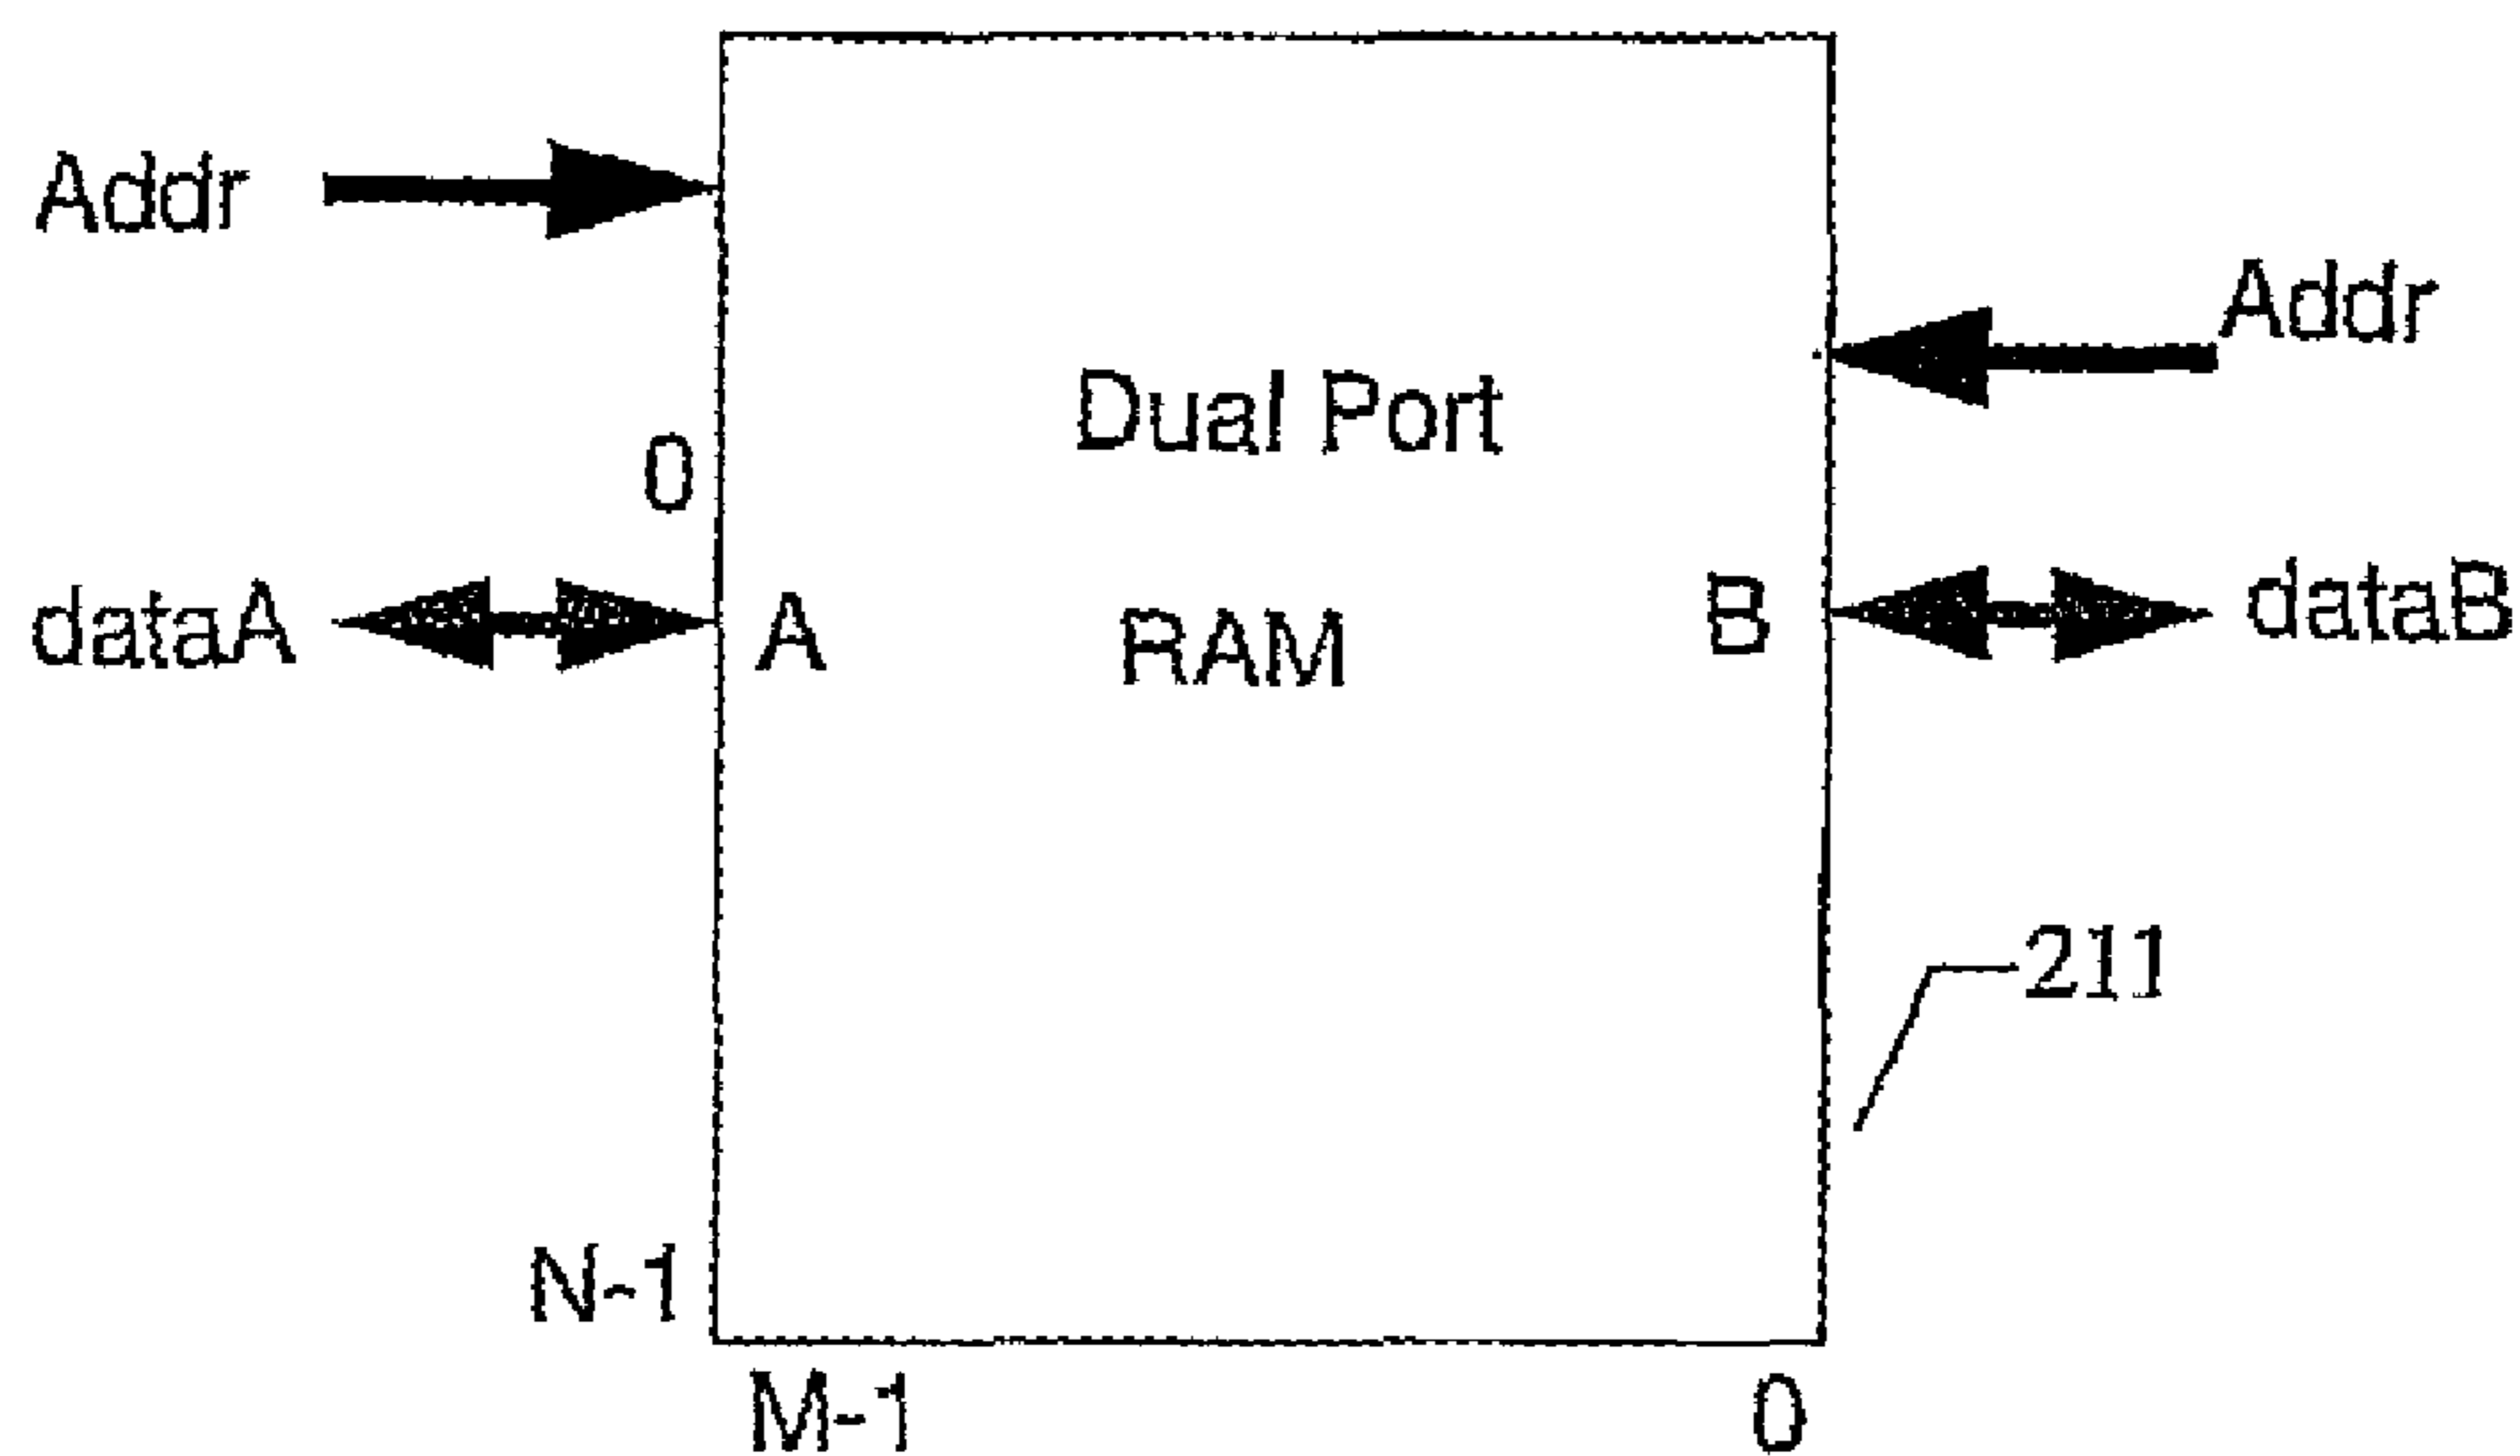 Addr
Addr
Dual Port
0
dataA
A
RAM
B
dataB
211
N-1
M-1
0